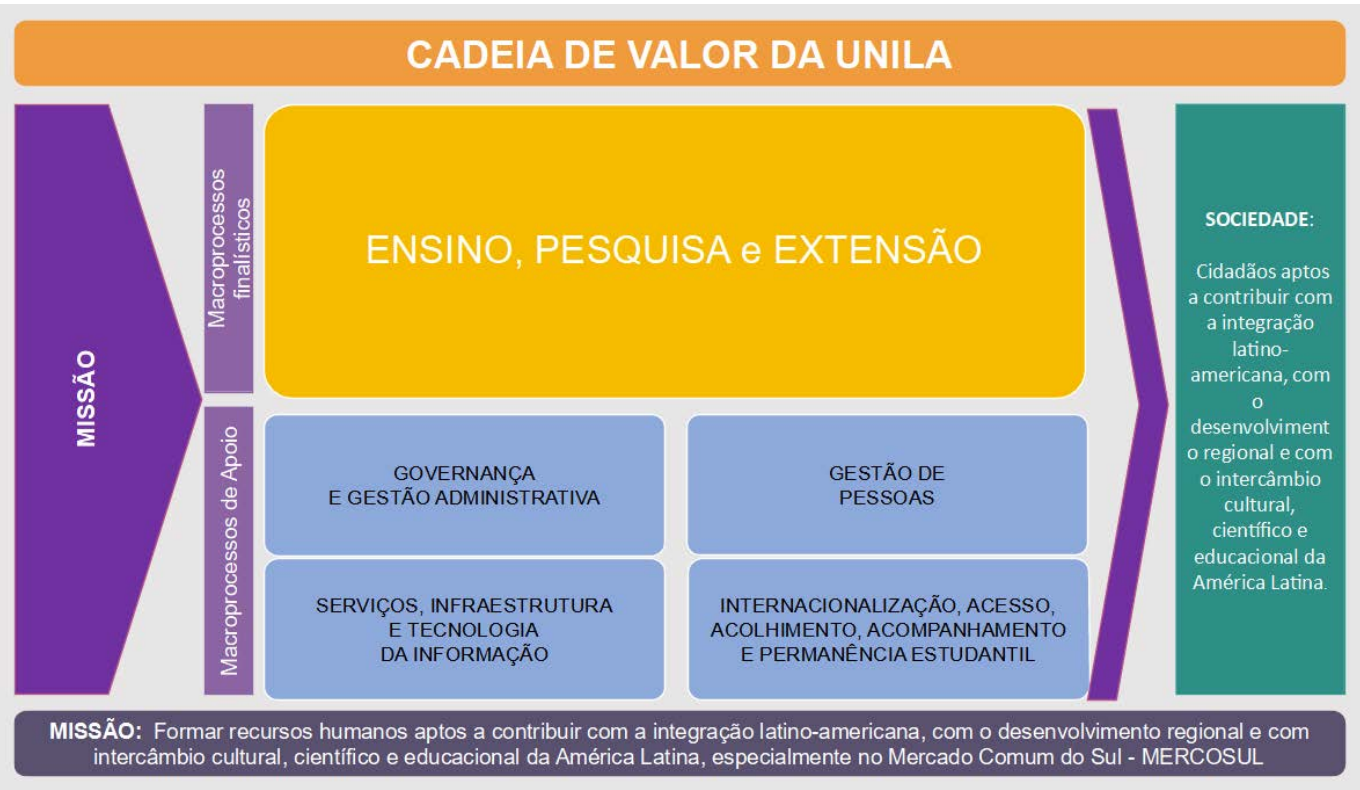 CADEIA DE VALOR DA UNILA
MISSÃO
Macroprocessos
finalísticos
ENSINO, PESQUISA e EXTENSÃO
Macroprocessos de Apoio
GOVERNANÇA
E GESTÃO ADMINISTRATIVA
GESTÃO DE
PESSOAS
SERVIÇOS, INFRAESTRUTURA
E TECNOLOGIA
DA INFORMAÇÃO
INTERNACIONALIZAÇÃO, ACESSO,
ACOLHIMENTO, ACOMPANHAMENTO
E PERMANÊNCIA ESTUDANTIL
SOCIEDADE:
Cidadãos aptos
a contribuir com
a integração
latino-
americana, com
o
desenvolviment
o regional e com
o intercâmbio
cultural,
científico e
educacional da
América Latina.
MISSÃO: Formar recursos humanos aptos a contribuir com a integração latino-americana, com o desenvolvimento regional e com
intercâmbio cultural, científico e educacional da América Latina, especialmente no Mercado Comum do Sul - MERCOSUL